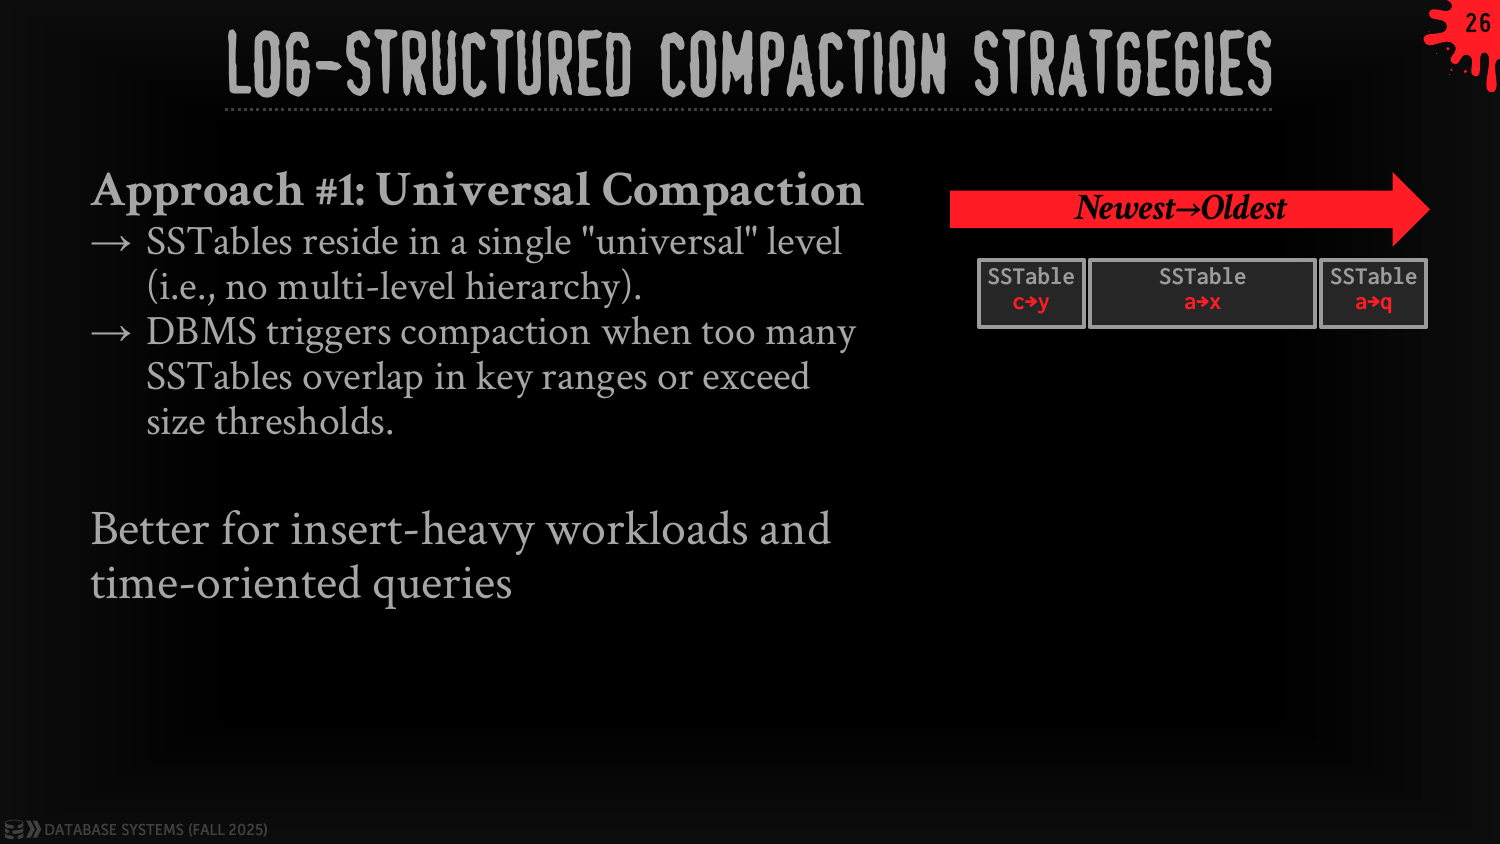 26
LOG-STRUCTURED COMPACTION STRATGEGIES
Approach #1: Universal Compaction
→ SSTables reside in a single "universal" level
(i.e., no multi-level hierarchy).
→ DBMS triggers compaction when too many
SSTables overlap in key ranges or exceed
size thresholds.
Better for insert-heavy workloads and
time-oriented queries
Newest→Oldest
SSTable SSTable SSTable
c→y a→x a→q
DATABASE SYSTEMS (FALL 2025)